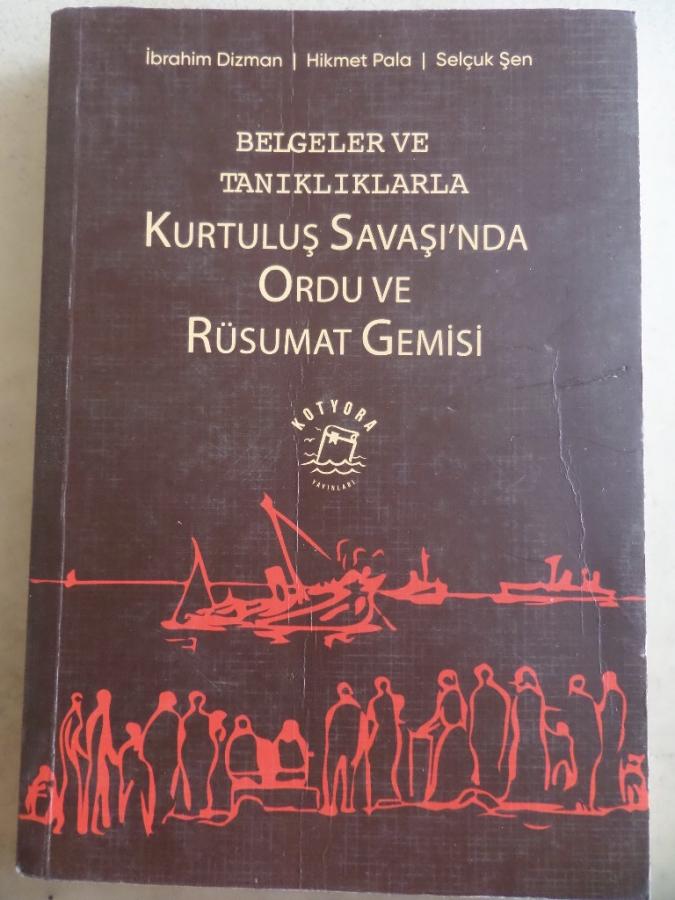 İbrahim Dizman | Hikmet Pala | Selçuk Şen
BELGELER VE
TANIKLIKLARLA
KURTULUŞ SAVAŞI'NDA
ORDU VE
RÜSUMAT GEMİSİ
KOTYORA
YAYINLARI